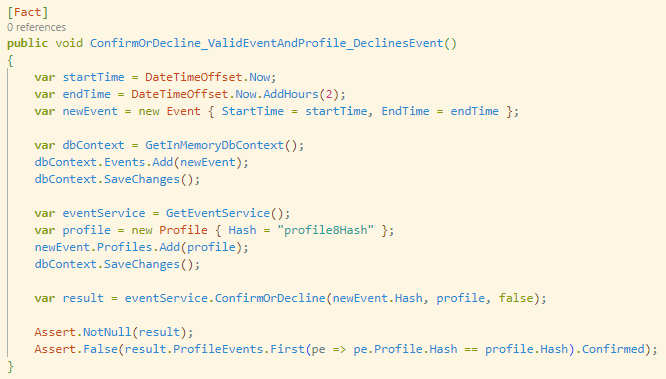 [Fact]
0 references
public void ConfirmOrDecline_ValidEventAndProfile_DeclinesEvent()
{
    var startTime = DateTimeOffset.Now;
    var endTime = DateTimeOffset.Now.AddHours(2);
    var newEvent = new Event { StartTime = startTime, EndTime = endTime };

    var dbContext = GetInMemoryDbContext();
    dbContext.Events.Add(newEvent);
    dbContext.SaveChanges();

    var eventService = GetEventService();
    var profile = new Profile { Hash = "profile8Hash" };
    newEvent.Profiles.Add(profile);
    dbContext.SaveChanges();

    var result = eventService.ConfirmOrDecline(newEvent.Hash, profile, false);

    Assert.NotNull(result);
    Assert.False(result.ProfileEvents.First(pe => pe.Profile.Hash == profile.Hash).Confirmed);
}